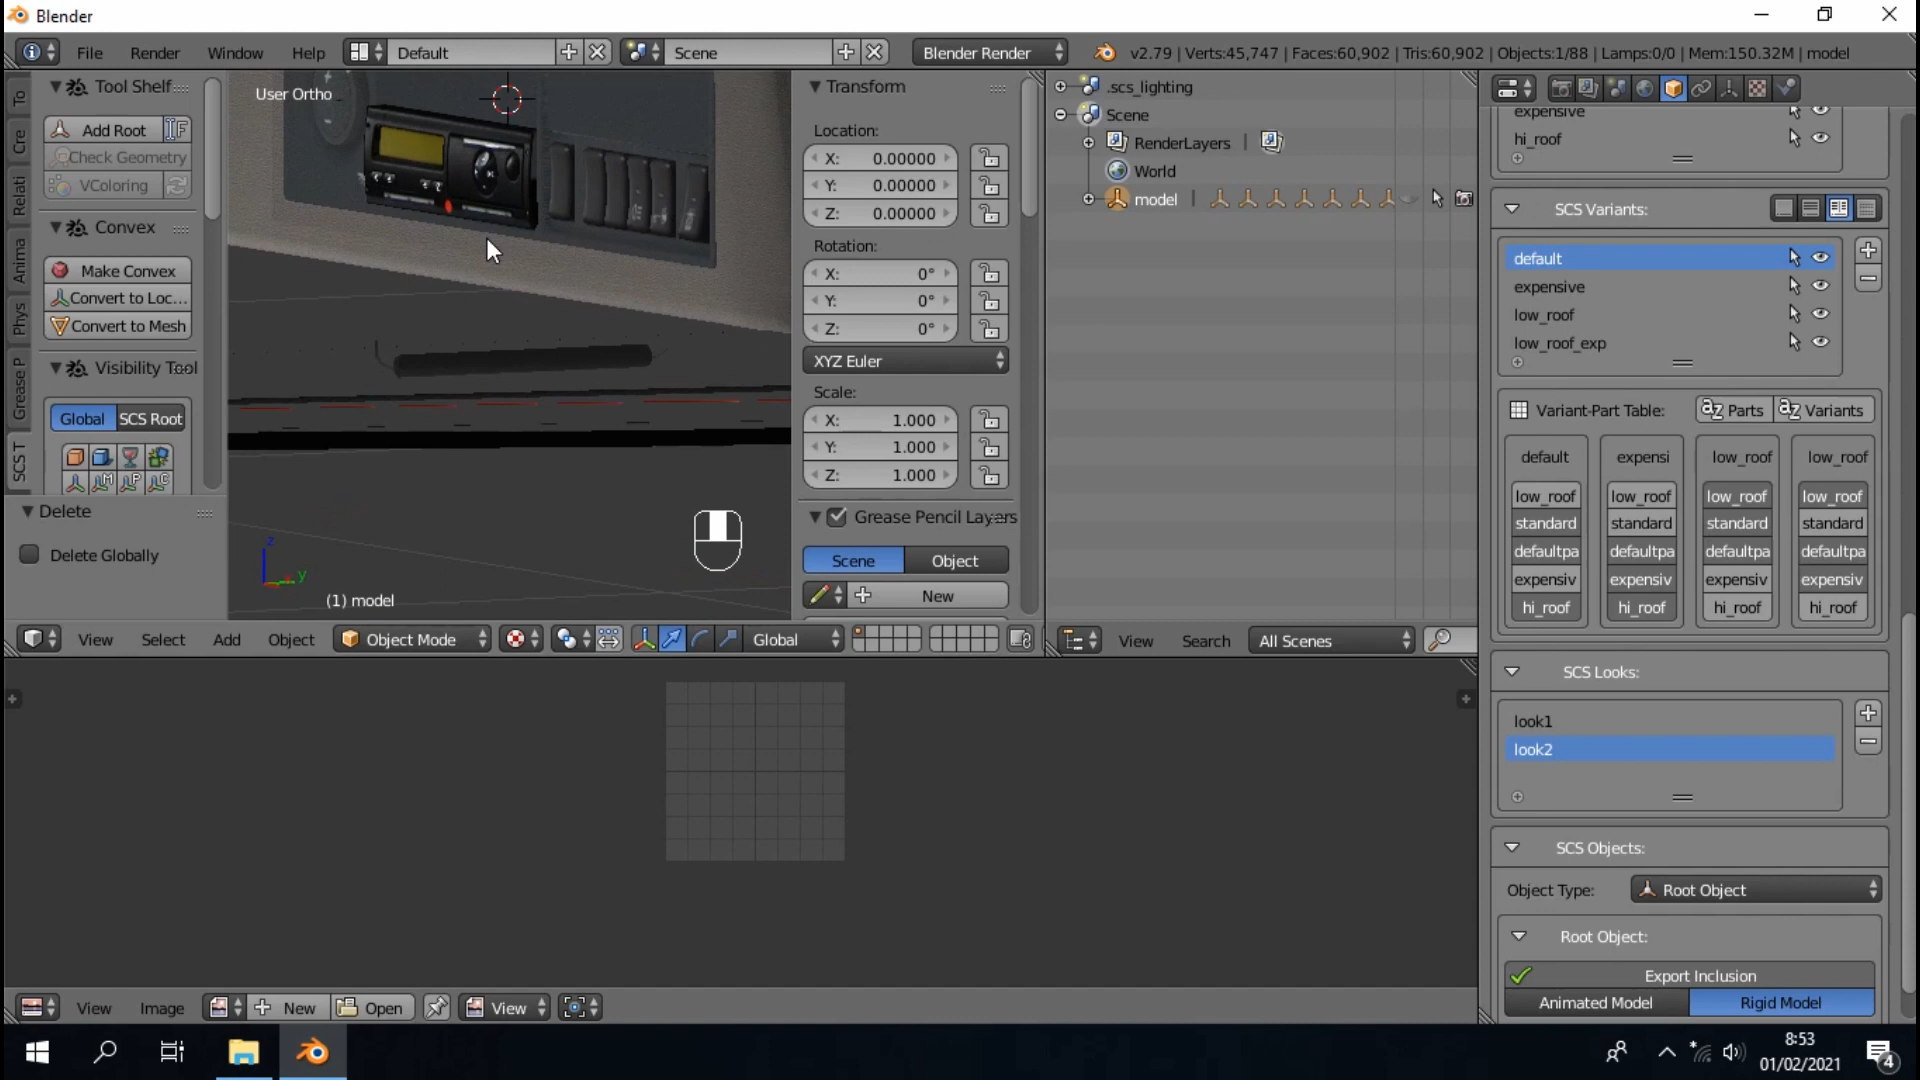 Blender
File Render Window Help Default Scene Blender Render v2.79 | Verts:45,747 | Faces:60,902 | Tris:60,902 | Objects:1/88 | Lamps:0/0 | Mem:150.32M | model
To
Cre
Relati
Anima
Phys
Grease P
SCS T
Tool Shelf
Add Root
Check Geometry
VColoring
Convex
Make Convex
Convert to Loc...
Convert to Mesh
Visibility Tool
Global SCS Root
Delete
Delete Globally
User Ortho
z
y
(1) model
Transform
Location:
X: 0.00000
Y: 0.00000
Z: 0.00000
Rotation:
X: 0°
Y: 0°
Z: 0°
XYZ Euler
Scale:
X: 1.000
Y: 1.000
Z: 1.000
Grease Pencil Layers
Scene Object
New
View Select Add Object Object Mode Global
.scs_lighting
Scene
RenderLayers |
World
model |
View Search All Scenes
expensive
hi_roof
SCS Variants:
default
expensive
low_roof
low_roof_exp
Variant-Part Table: Parts Variants
default expensi low_roof low_roof
low_roof low_roof low_roof low_roof
standard standard standard standard
defaultpa defaultpa defaultpa defaultpa
expensiv expensiv expensiv expensiv
hi_roof hi_roof hi_roof hi_roof
SCS Looks:
look1
look2
SCS Objects:
Object Type: Root Object
Root Object:
Export Inclusion
Animated Model Rigid Model
View Image New Open View
8:53
01/02/2021
4